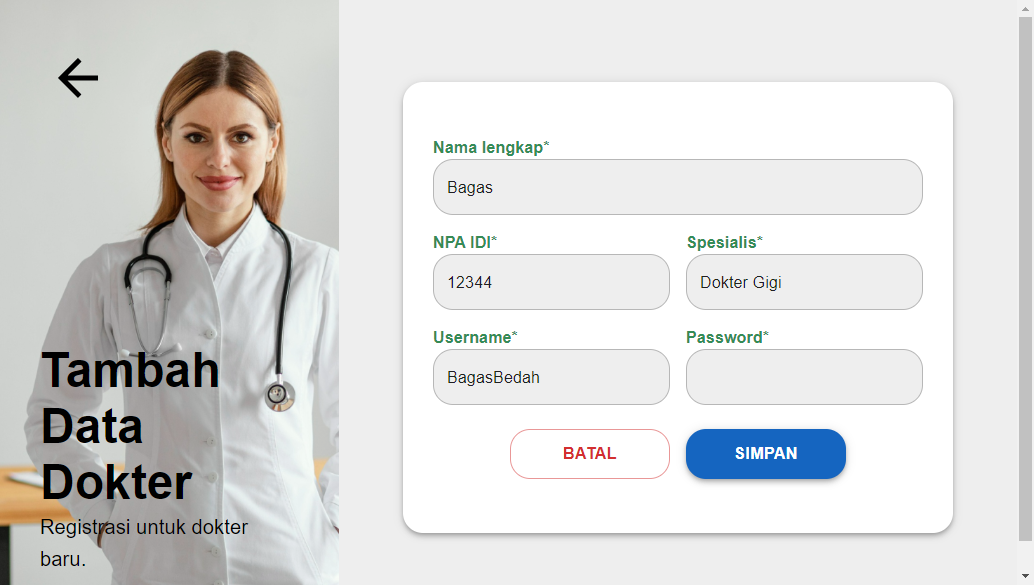 Tambah
Data
Dokter
Registrasi untuk dokter
baru.
Nama lengkap*
Bagas
NPA IDI* Spesialis*
12344 Dokter Gigi
Username* Password*
BagasBedah
BATAL SIMPAN